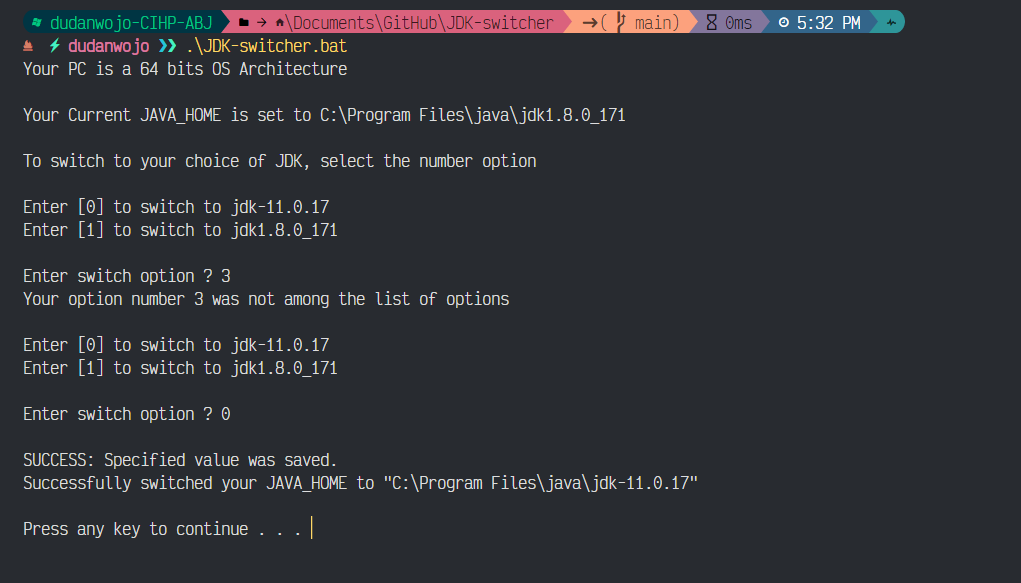 dudanwojo-CIHP-ABJ → \Documents\GitHub\JDK-switcher →( main) 0ms 5:32 PM
dudanwojo ❯❯ .\JDK-switcher.bat
Your PC is a 64 bits OS Architecture
Your Current JAVA_HOME is set to C:\Program Files\java\jdk1.8.0_171
To switch to your choice of JDK, select the number option
Enter [0] to switch to jdk-11.0.17
Enter [1] to switch to jdk1.8.0_171
Enter switch option ? 3
Your option number 3 was not among the list of options
Enter [0] to switch to jdk-11.0.17
Enter [1] to switch to jdk1.8.0_171
Enter switch option ? 0
SUCCESS: Specified value was saved.
Successfully switched your JAVA_HOME to "C:\Program Files\java\jdk-11.0.17"
Press any key to continue . . .